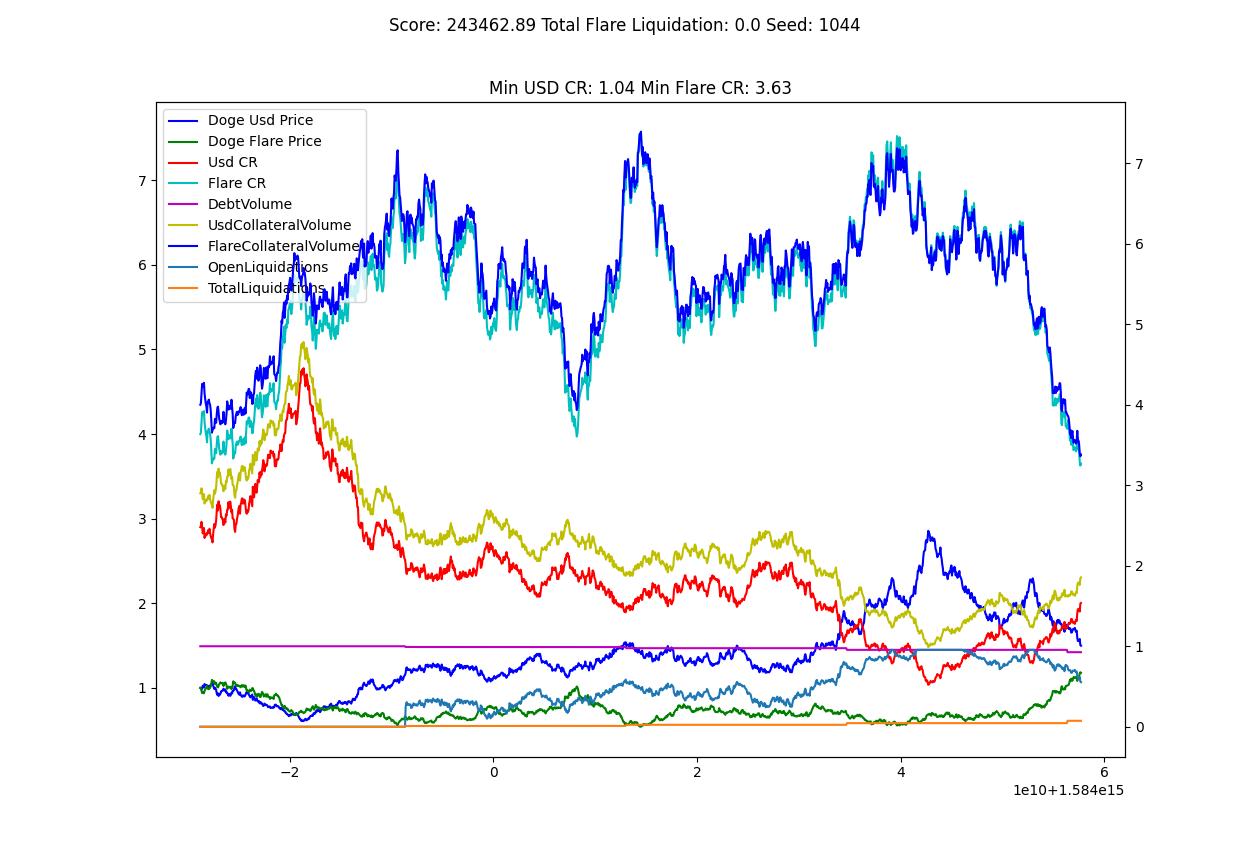 Score: 243462.89 Total Flare Liquidation: 0.0 Seed: 1044
Min USD CR: 1.04 Min Flare CR: 3.63
Doge Usd Price
Doge Flare Price
Usd CR
Flare CR
DebtVolume
UsdCollateralVolume
FlareCollateralVolume
OpenLiquidations
TotalLiquidations
7
6
5
4
3
2
1
7
6
5
4
3
2
1
0
−2 0 2 4 6
1e10+1.584e15